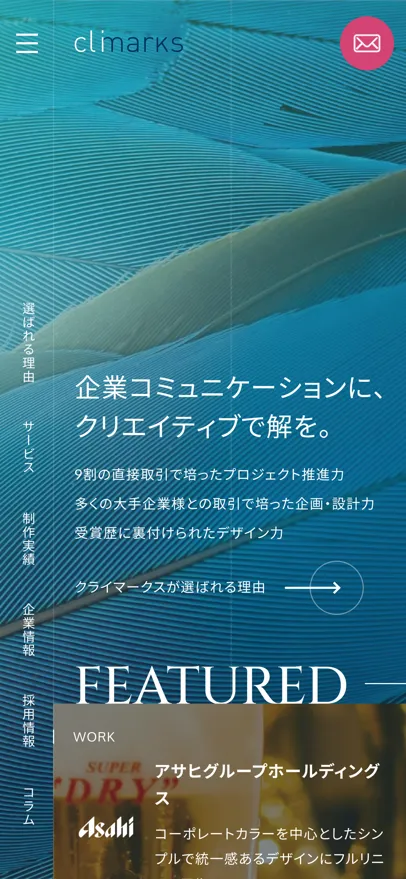 climarks
選ばれる理由
サービス
制作実績
企業情報
採用情報
コラム
企業コミュニケーションに、
クリエイティブで解を。
9割の直接取引で培ったプロジェクト推進力
多くの大手企業様との取引で培った企画・設計力
受賞歴に裏付けられたデザイン力
クライマークスが選ばれる理由
FEATURED
WORK
SUPER
"DRY"
Asahi
アサヒグループホールディング
ス
コーポレートカラーを中心としたシン
プルで統一感あるデザインにフルリニ